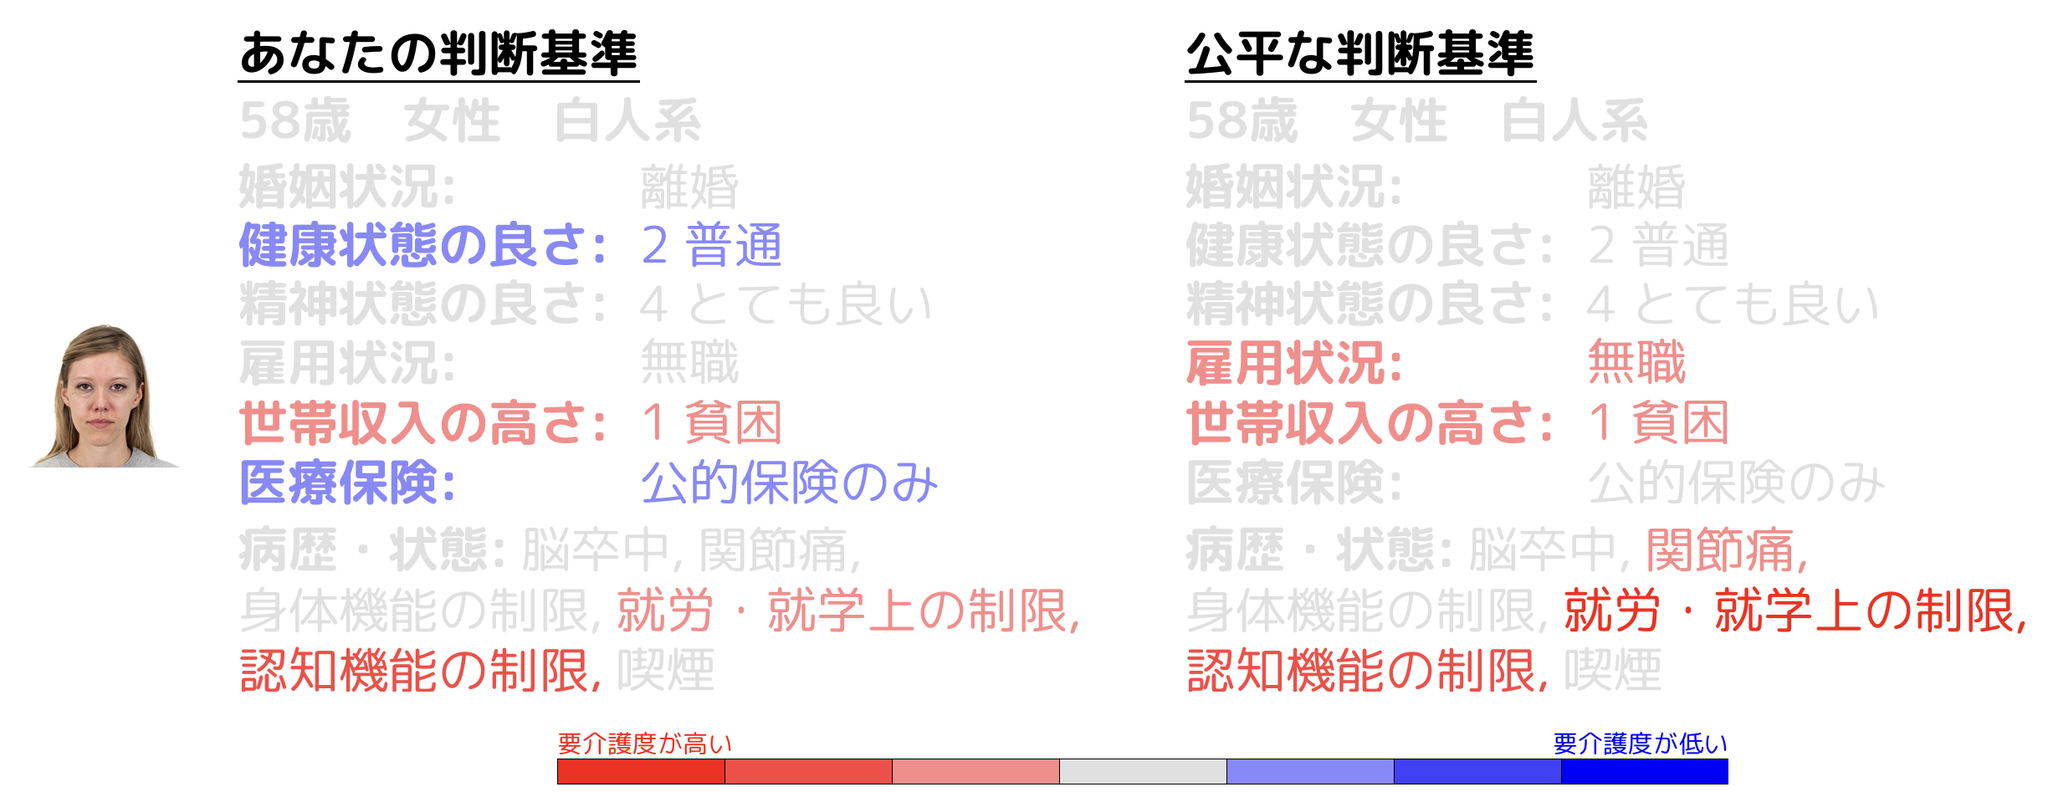 あなたの判断基準
58歳　女性　白人系
婚姻状況: 離婚
健康状態の良さ: 2 普通
精神状態の良さ: 4 とても良い
雇用状況: 無職
世帯収入の高さ: 1 貧困
医療保険: 公的保険のみ
病歴・状態: 脳卒中, 関節痛,
身体機能の制限, 就労・就学上の制限,
認知機能の制限, 喫煙
公平な判断基準
58歳　女性　白人系
婚姻状況: 離婚
健康状態の良さ: 2 普通
精神状態の良さ: 4 とても良い
雇用状況: 無職
世帯収入の高さ: 1 貧困
医療保険: 公的保険のみ
病歴・状態: 脳卒中, 関節痛,
身体機能の制限, 就労・就学上の制限,
認知機能の制限, 喫煙
要介護度が高い
要介護度が低い